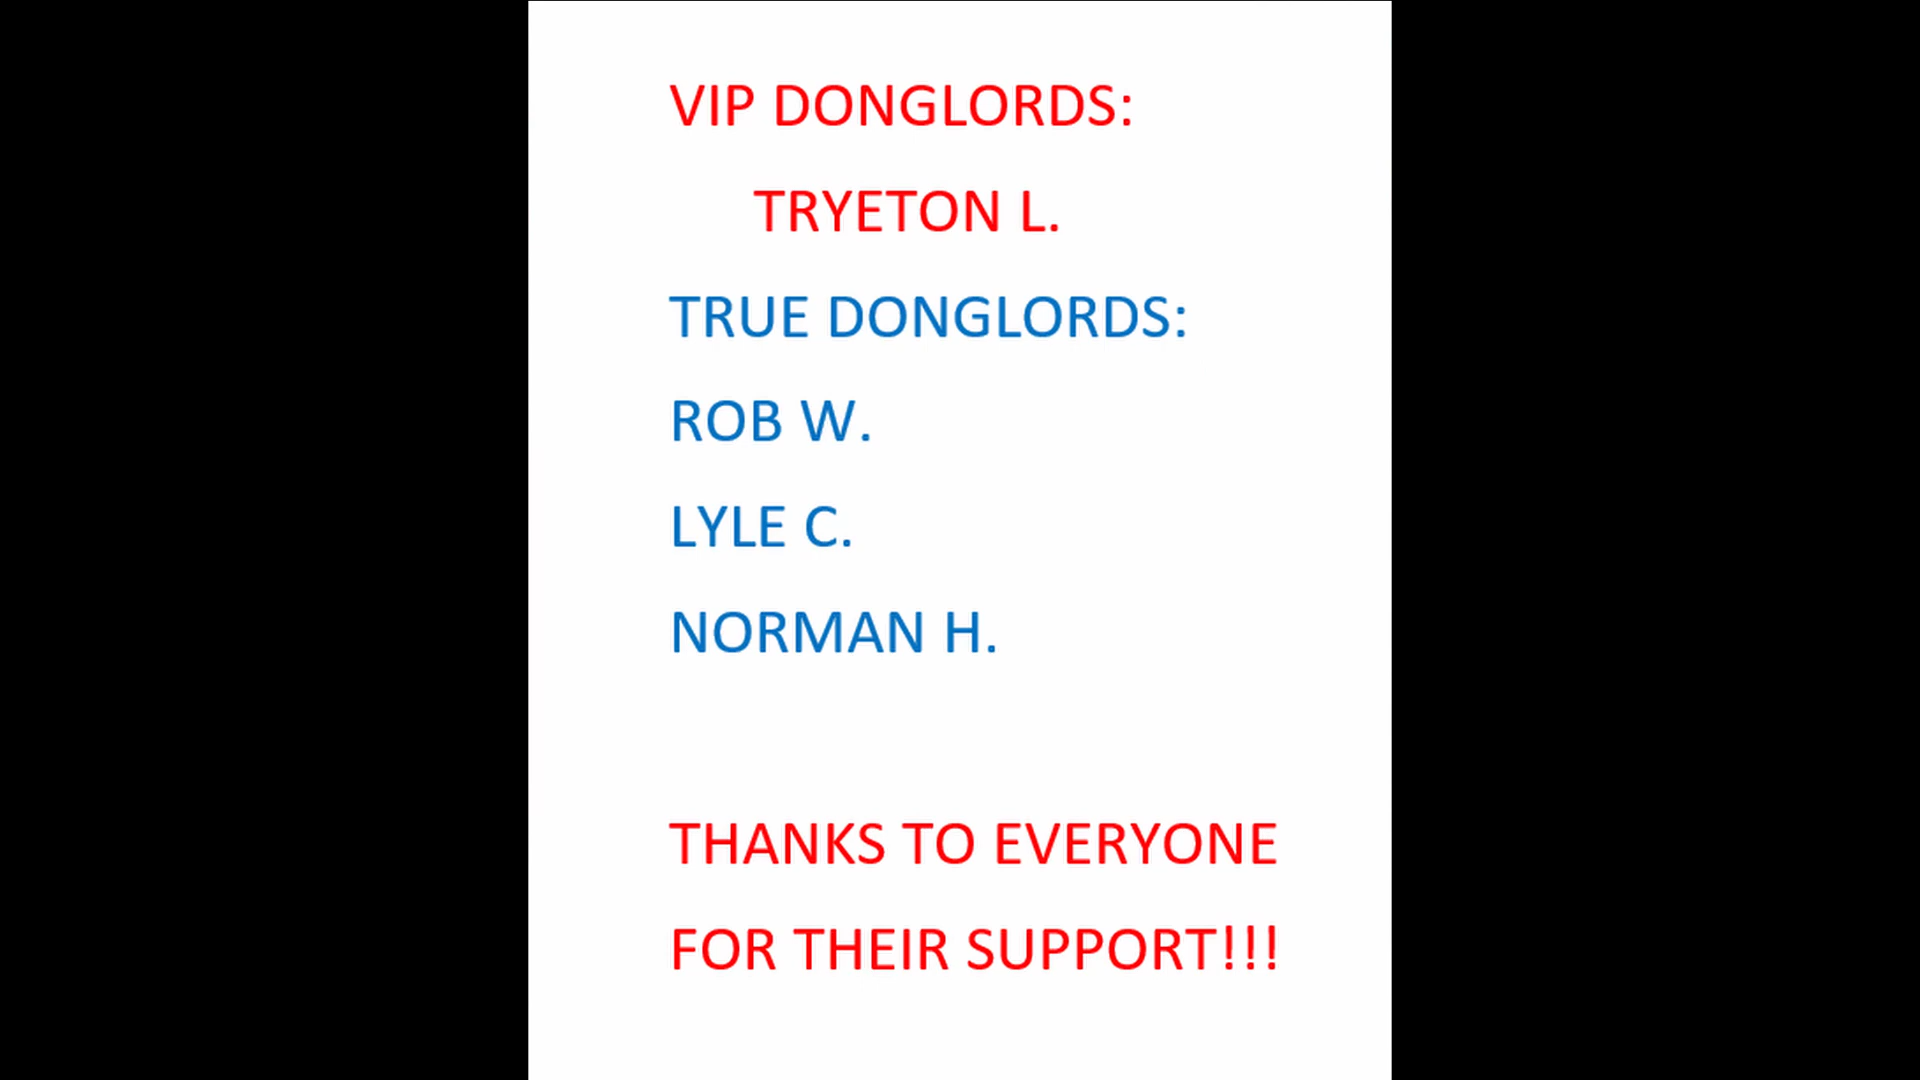 VIP DONGLORDS:
TRYETON L.
TRUE DONGLORDS:
ROB W.
LYLE C.
NORMAN H.
THANKS TO EVERYONE
FOR THEIR SUPPORT!!!